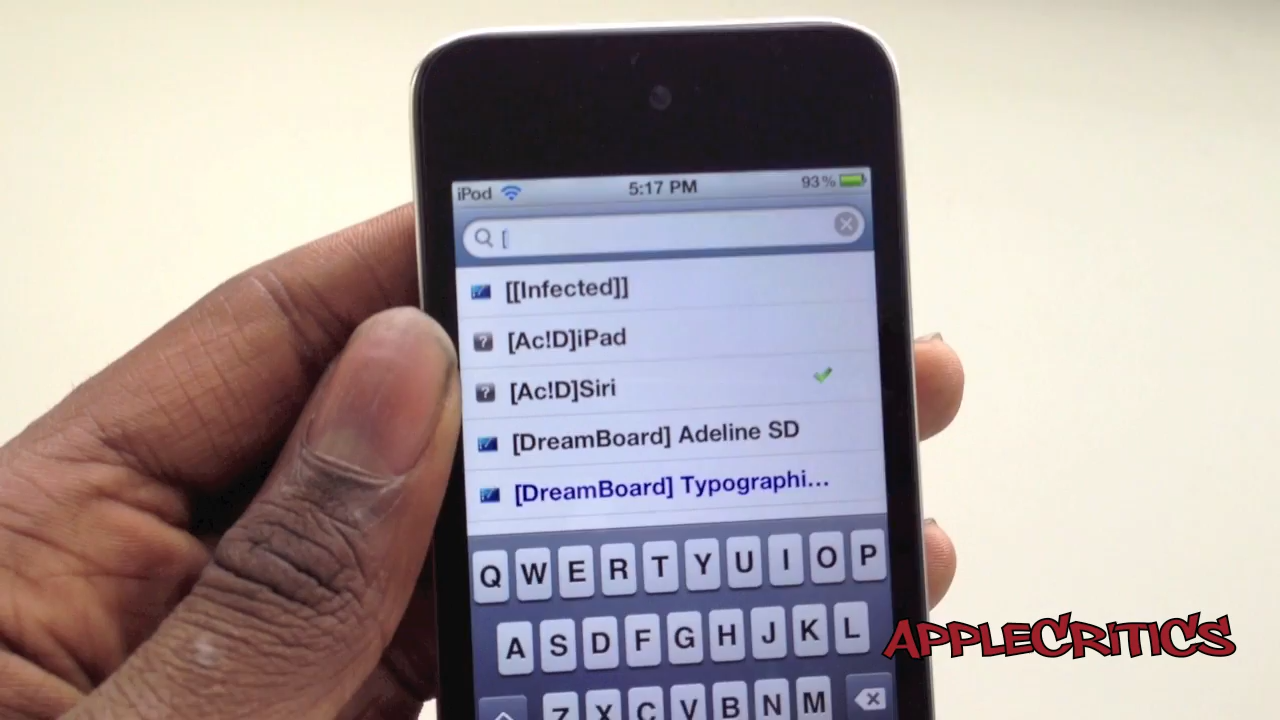 iPod 5:17 PM 93%
[
[[Infected]]
[Ac!D]iPad
[Ac!D]Siri
[DreamBoard] Adeline SD
[DreamBoard] Typographi...
Q W E R T Y U I O P
A S D F G H J K L
Z X C V B N M
APPLECRITICS